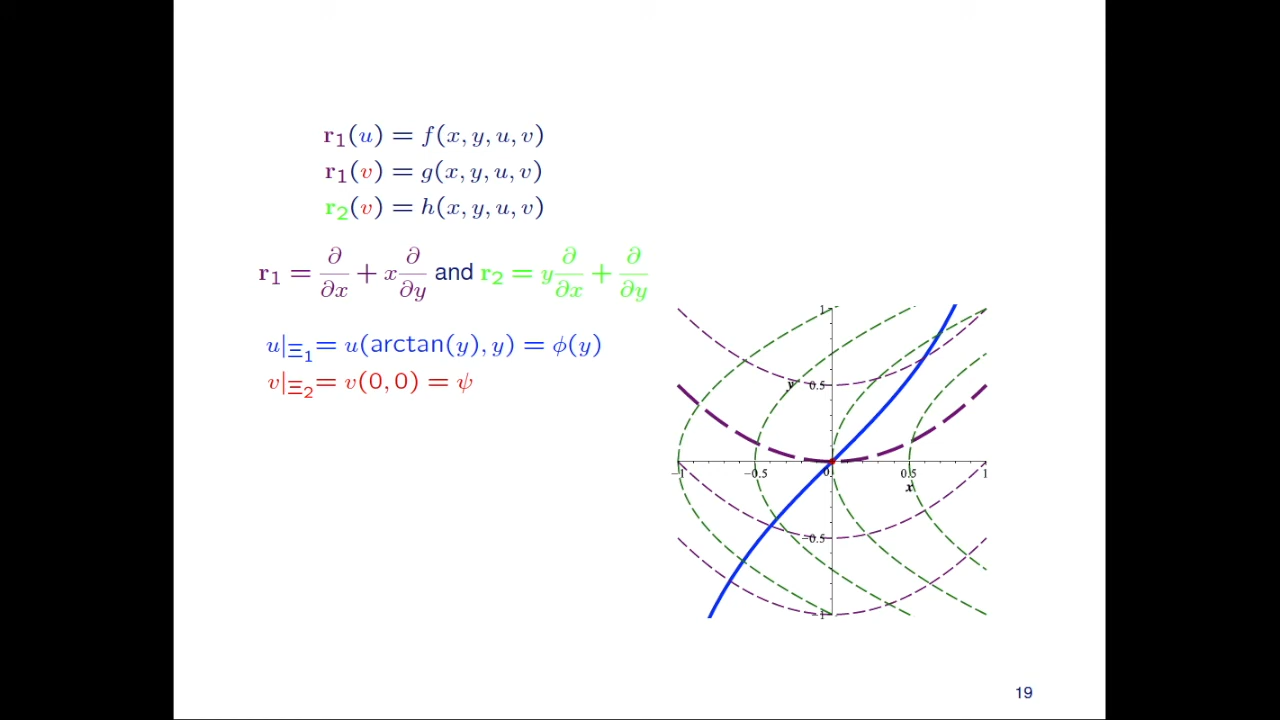 r₁(u) = f(x, y, u, v)
r₁(v) = g(x, y, u, v)
r₂(v) = h(x, y, u, v)
r₁ = ∂/∂x + x ∂/∂y and r₂ = y ∂/∂x + ∂/∂y
u|Ξ₁ = u(arctan(y), y) = ϕ(y)
v|Ξ₂ = v(0, 0) = ψ
1
y 0.5
−1 −0.5 0 0.5 1
x
−0.5
−1
19